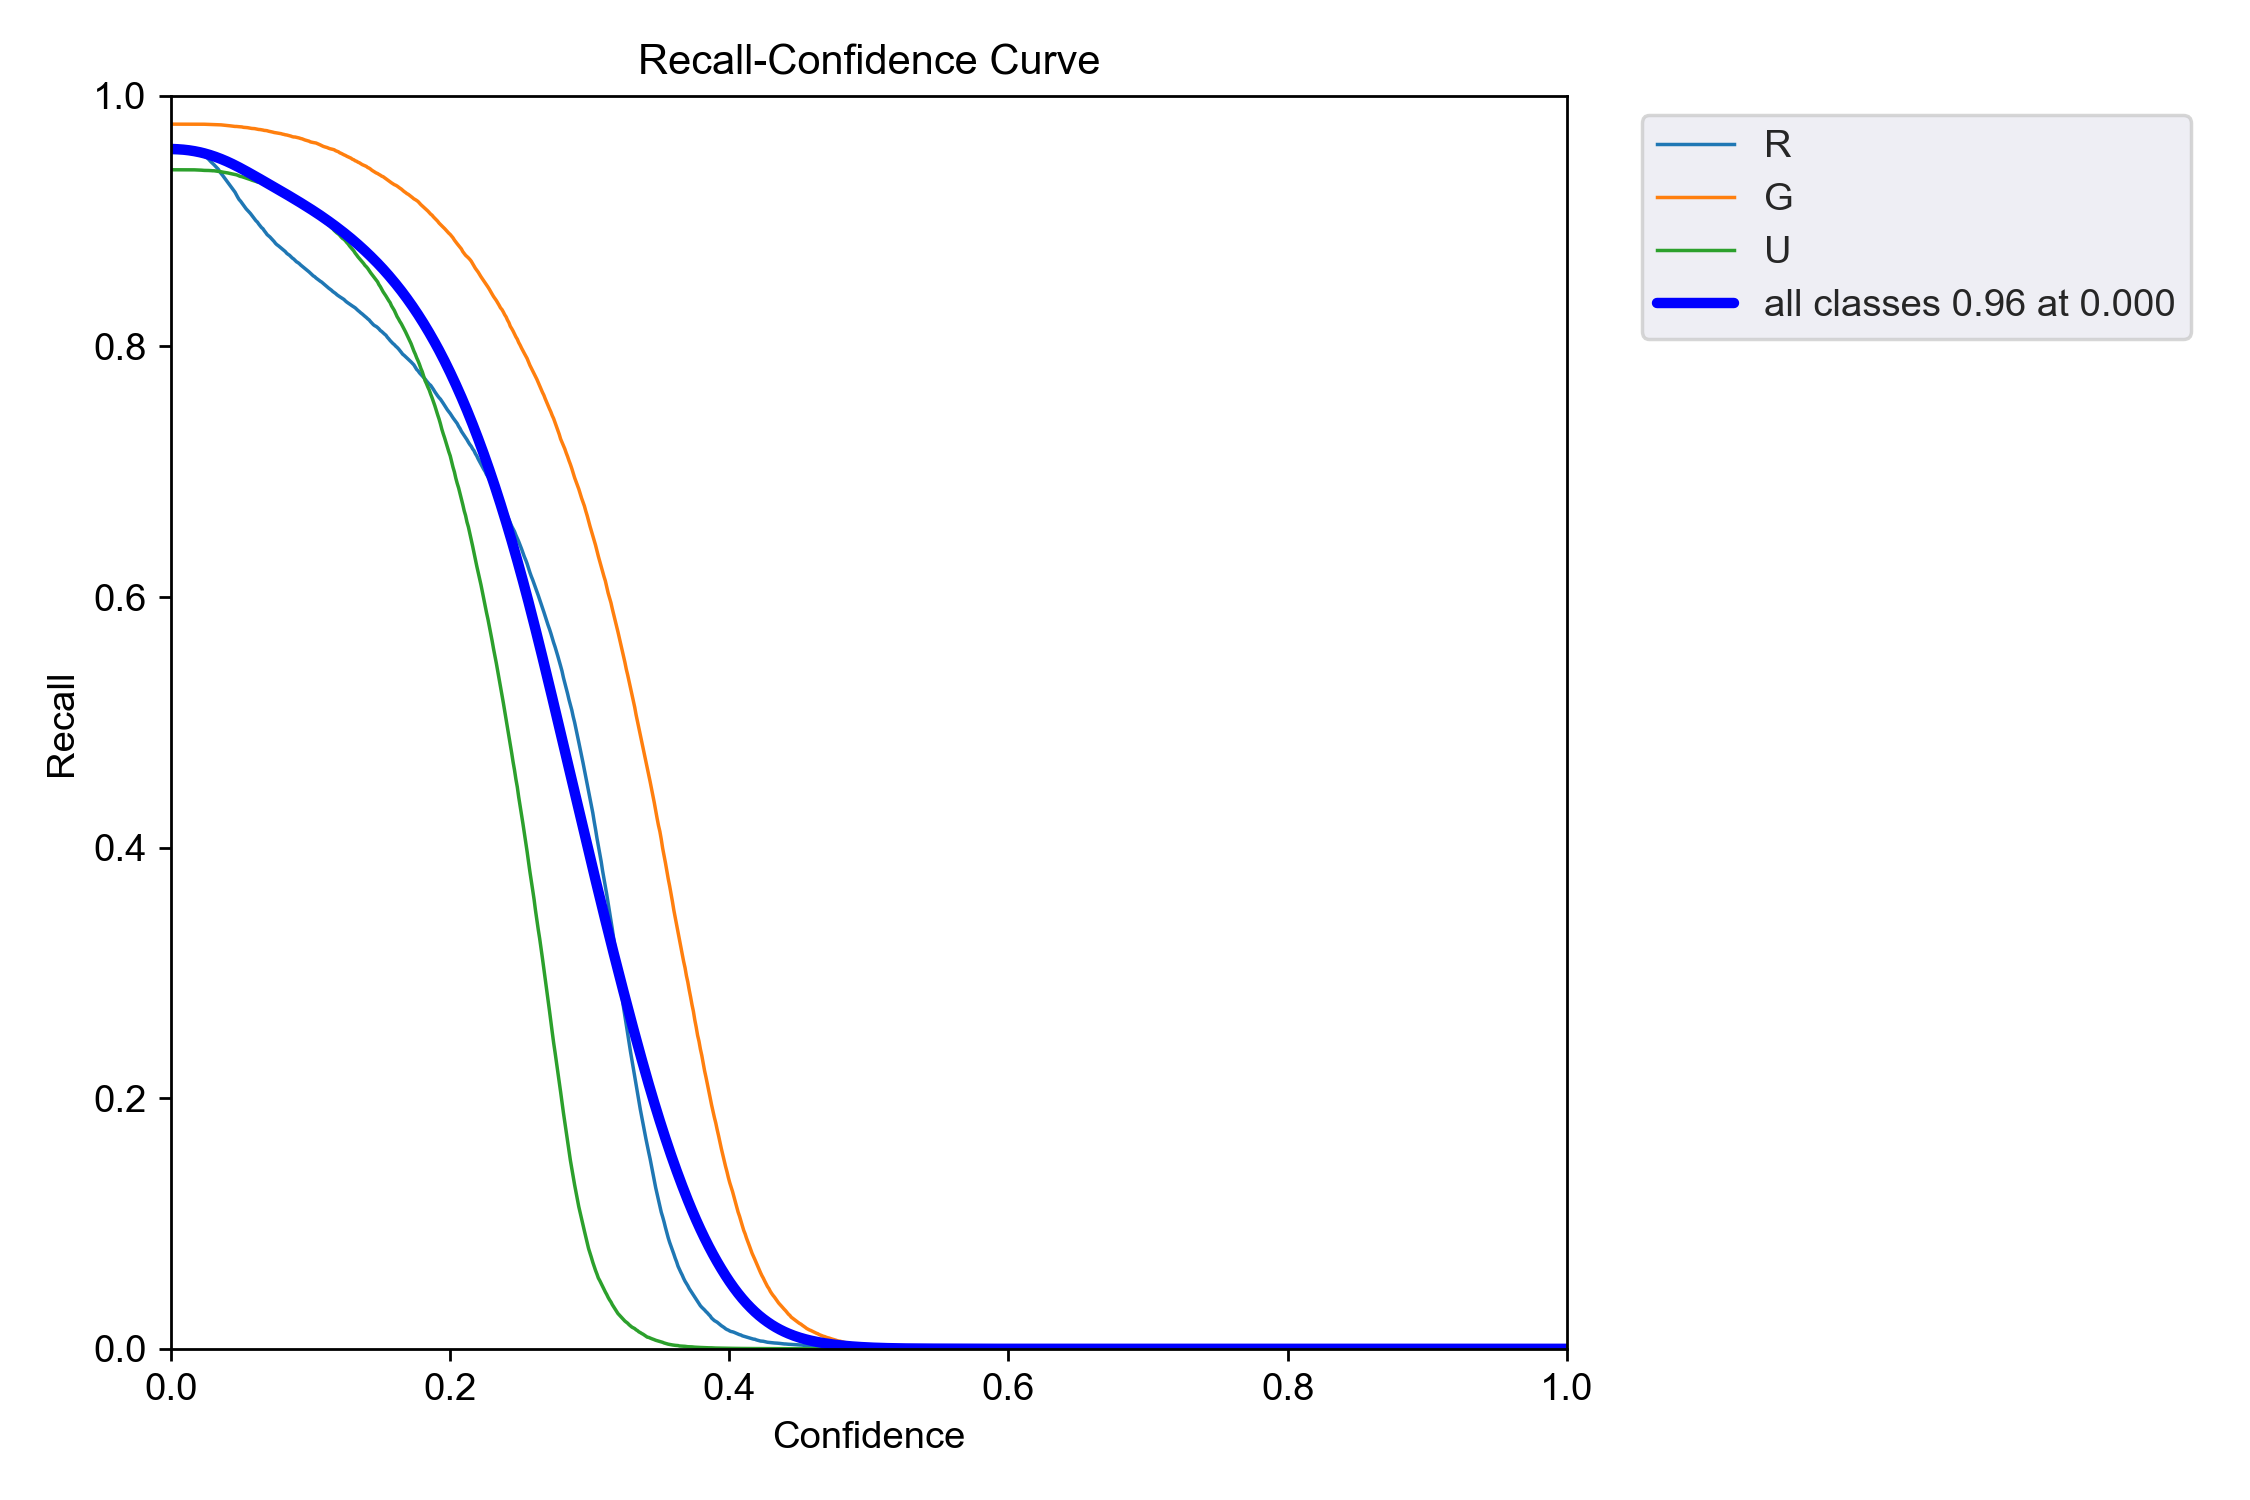 Recall-Confidence Curve
1.0
0.8
0.6
0.4
0.2
0.0
Recall
0.0 0.2 0.4 0.6 0.8 1.0
Confidence
R
G
U
all classes 0.96 at 0.000